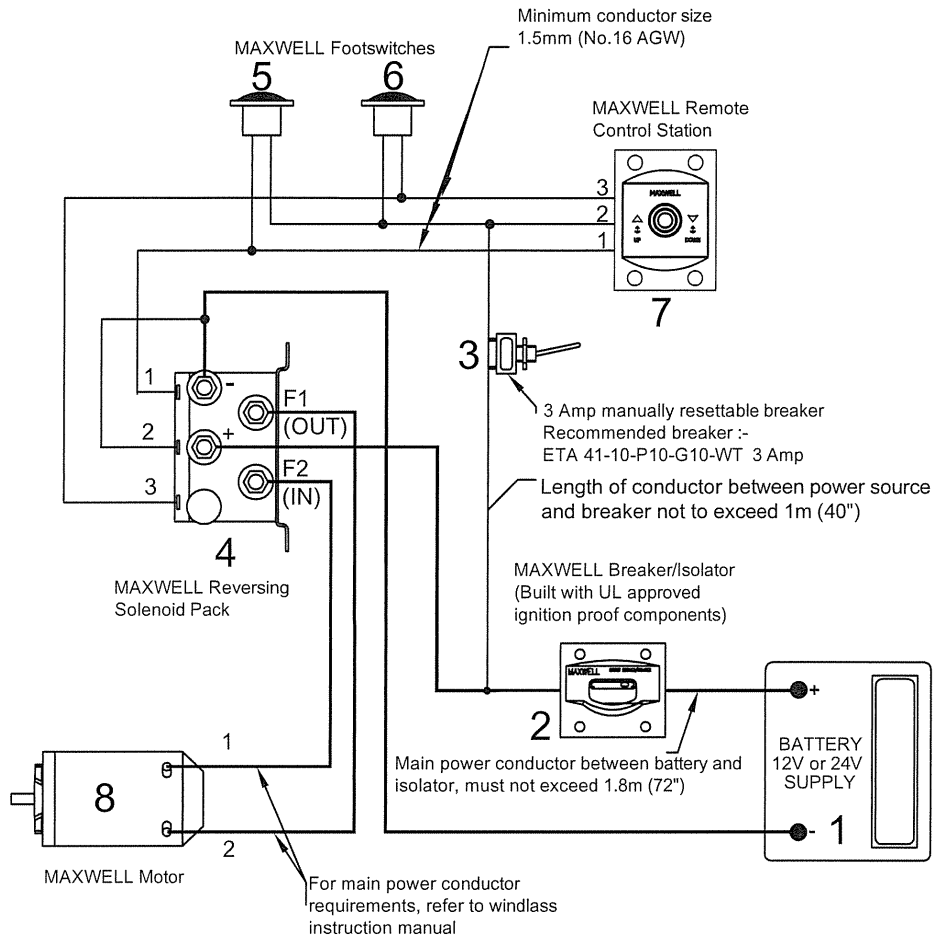 Minimum conductor size
1.5mm (No.16 AGW)
MAXWELL Footswitches
5
6
MAXWELL Remote
Control Station
3
2
1
MAXWELL
UP
DOWN
7
3
3 Amp manually resettable breaker
Recommended breaker :-
ETA 41-10-P10-G10-WT 3 Amp
1
2
3
-
+
F1
(OUT)
F2
(IN)
4
MAXWELL Reversing
Solenoid Pack
Length of conductor between power source
and breaker not to exceed 1m (40")
MAXWELL Breaker/Isolator
(Built with UL approved
ignition proof components)
MAXWELL
2
+
BATTERY
12V or 24V
SUPPLY
-
1
Main power conductor between battery and
isolator, must not exceed 1.8m (72")
1
8
2
MAXWELL Motor
For main power conductor
requirements, refer to windlass
instruction manual